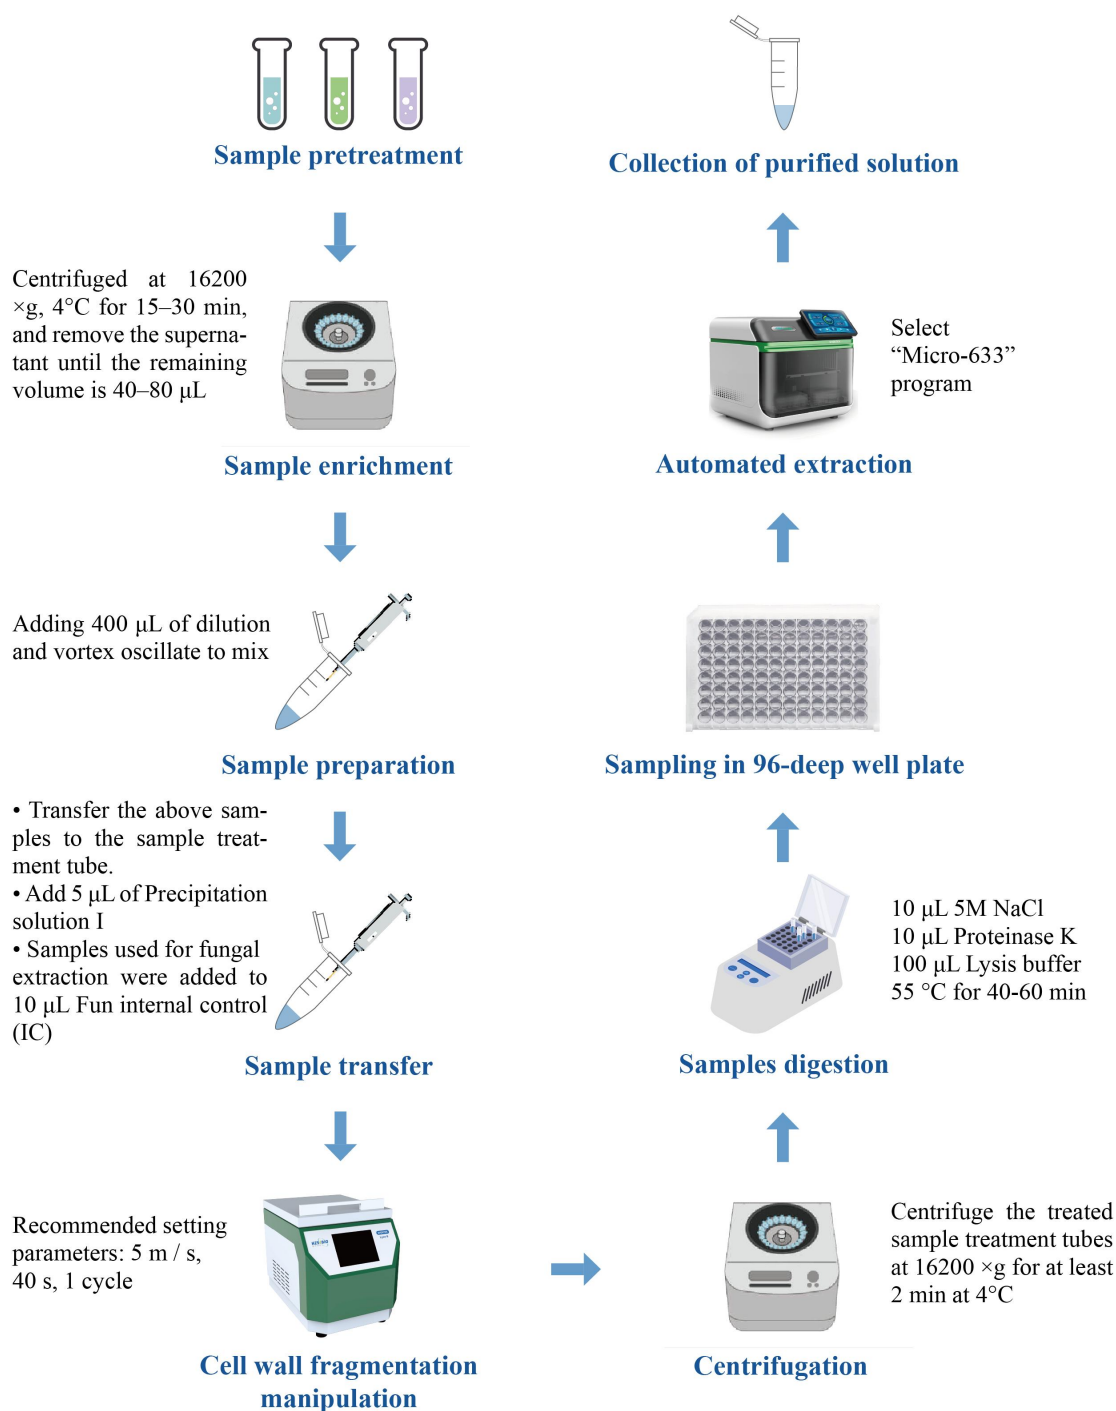 Sample pretreatment
Centrifuged at 16200
×g, 4°C for 15–30 min,
and remove the superna-
tant until the remaining
volume is 40–80 μL
Sample enrichment
Adding 400 μL of dilution
and vortex oscillate to mix
Sample preparation
• Transfer the above sam-
ples to the sample treat-
ment tube.
• Add 5 μL of Precipitation
solution I
• Samples used for fungal
extraction were added to
10 μL Fun internal control
(IC)
Sample transfer
Recommended setting
parameters: 5 m / s,
40 s, 1 cycle
Cell wall fragmentation
manipulation
Centrifuge the treated
sample treatment tubes
at 16200 ×g for at least
2 min at 4°C
Centrifugation
10 μL 5M NaCl
10 μL Proteinase K
100 μL Lysis buffer
55 °C for 40-60 min
Samples digestion
Sampling in 96-deep well plate
Select
“Micro-633”
program
Automated extraction
Collection of purified solution